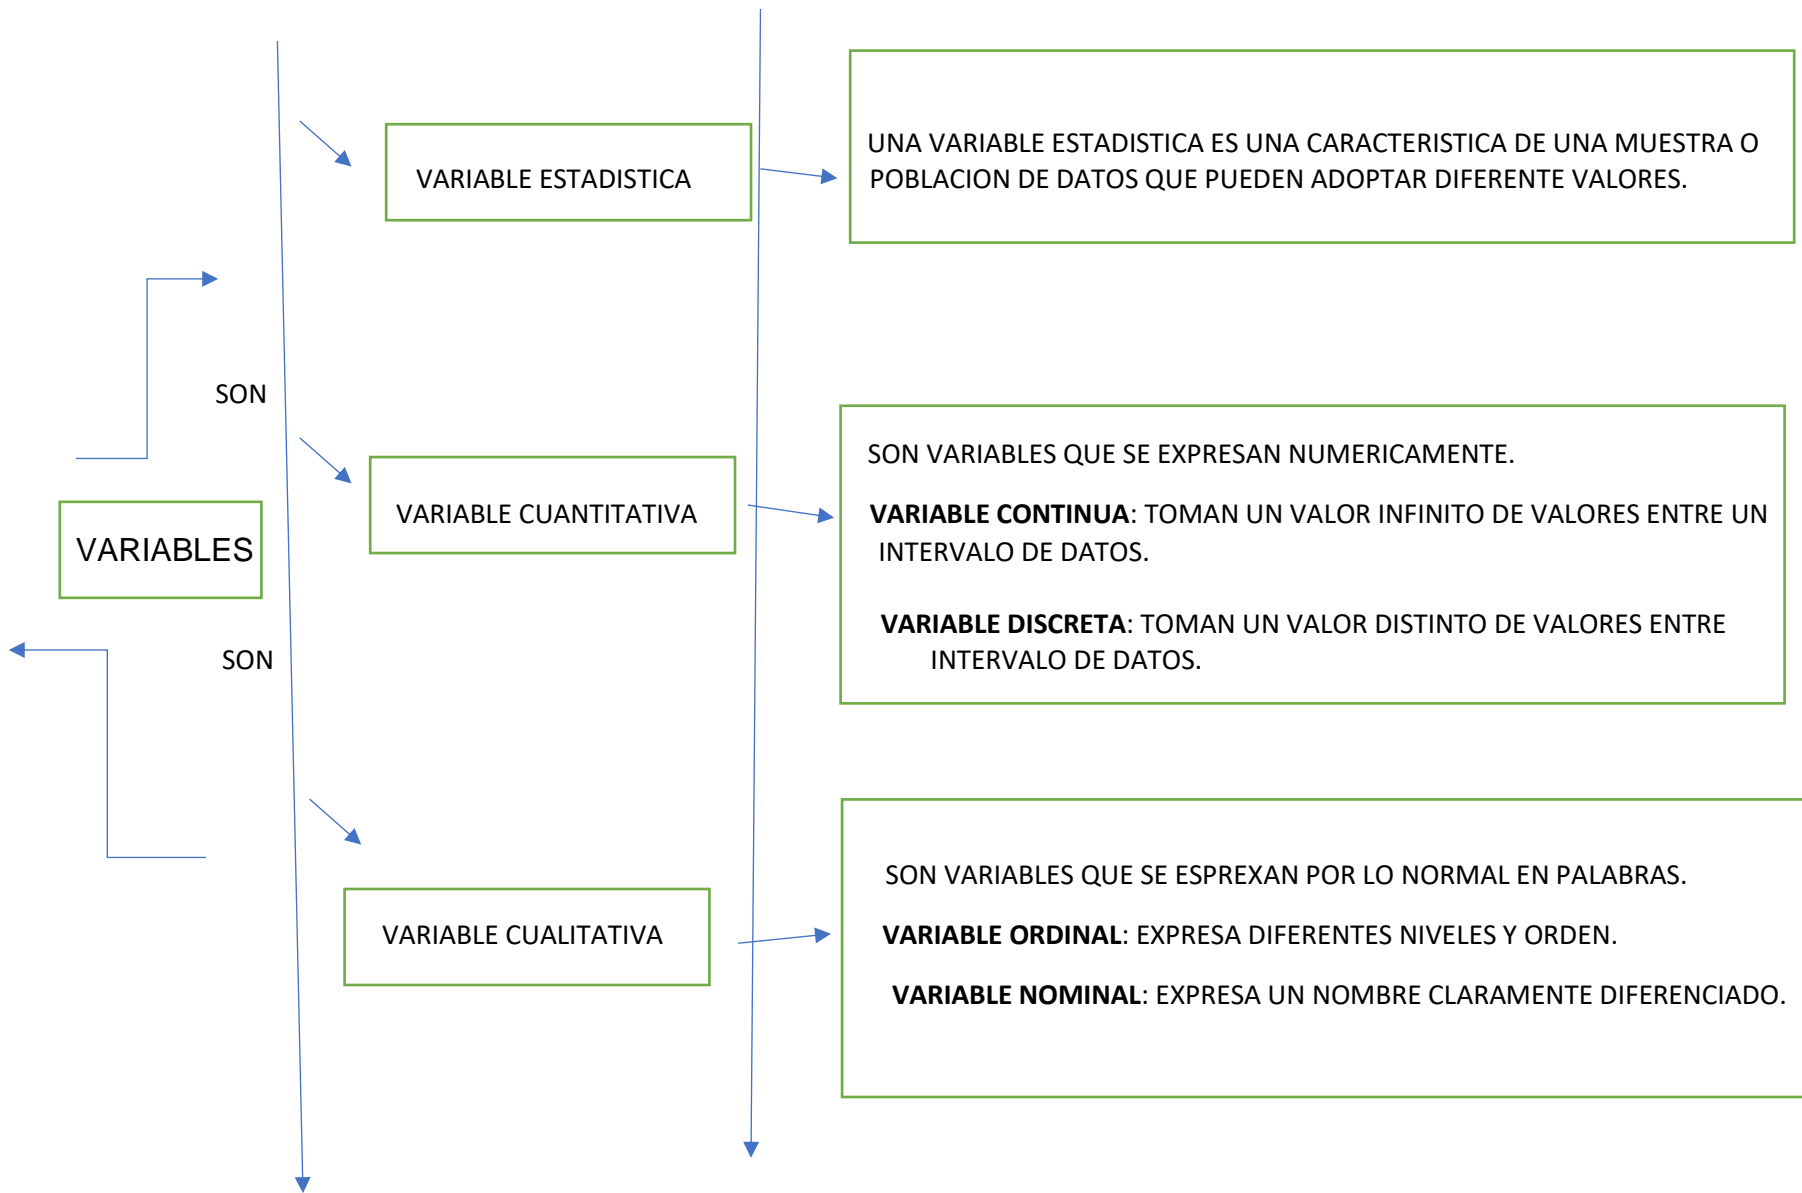 VARIABLES
SON
SON
VARIABLE ESTADISTICA
UNA VARIABLE ESTADISTICA ES UNA CARACTERISTICA DE UNA MUESTRA O
POBLACION DE DATOS QUE PUEDEN ADOPTAR DIFERENTE VALORES.
VARIABLE CUANTITATIVA
SON VARIABLES QUE SE EXPRESAN NUMERICAMENTE.
VARIABLE CONTINUA: TOMAN UN VALOR INFINITO DE VALORES ENTRE UN
INTERVALO DE DATOS.
VARIABLE DISCRETA: TOMAN UN VALOR DISTINTO DE VALORES ENTRE
INTERVALO DE DATOS.
VARIABLE CUALITATIVA
SON VARIABLES QUE SE ESPREXAN POR LO NORMAL EN PALABRAS.
VARIABLE ORDINAL: EXPRESA DIFERENTES NIVELES Y ORDEN.
VARIABLE NOMINAL: EXPRESA UN NOMBRE CLARAMENTE DIFERENCIADO.